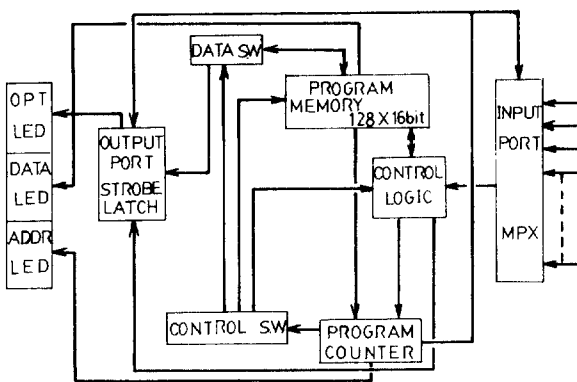 DATA SW
PROGRAM
MEMORY
128 X 16bit
OPT
LED
DATA
LED
ADDR
LED
OUTPUT
PORT
STROBE
LATCH
INPUT
PORT
MPX
CONTROL
LOGIC
CONTROL S.W
PROGRAM
COUNTER